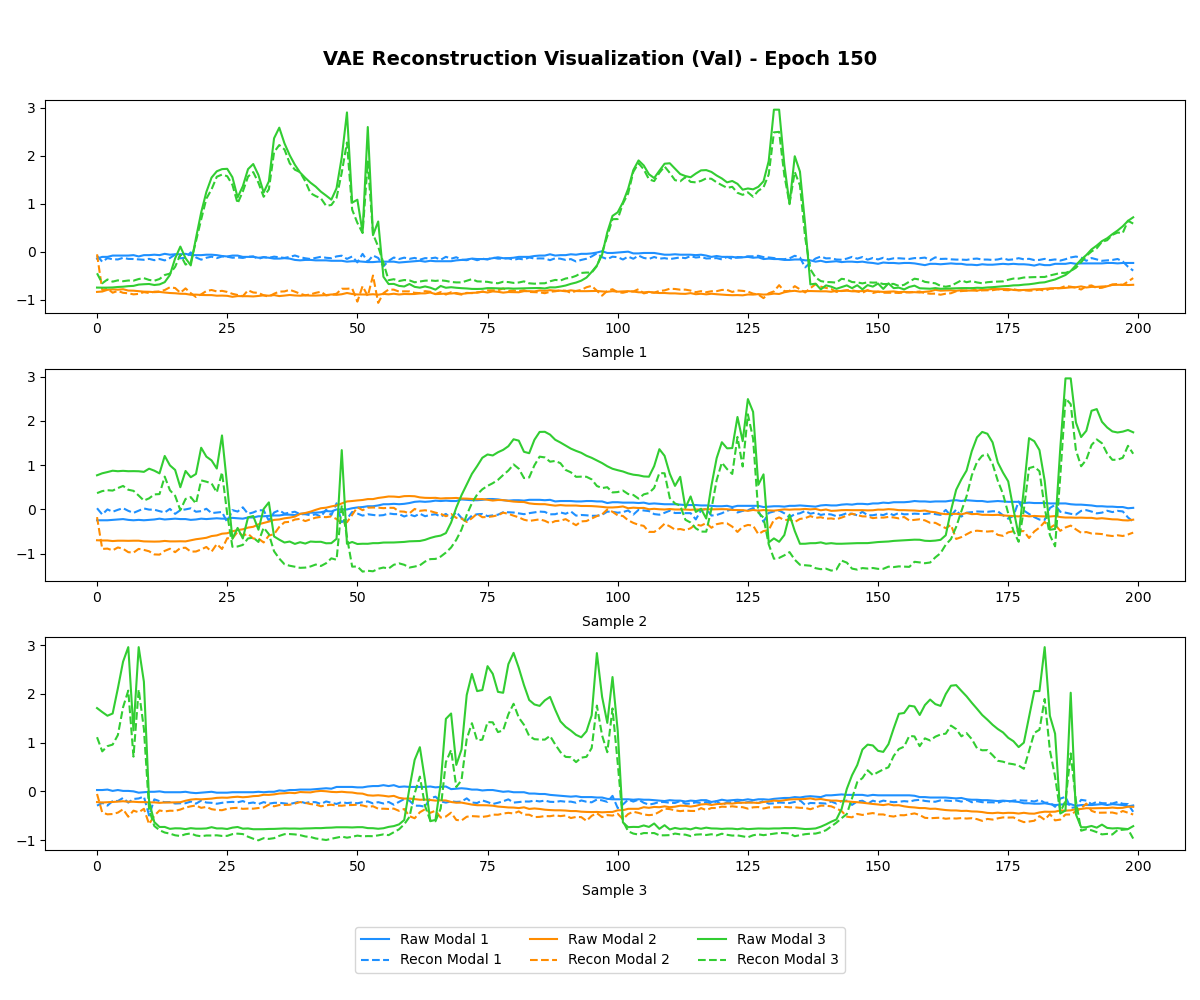 VAE Reconstruction Visualization (Val) - Epoch 150
3
2
1
0
−1
0 25 50 75 100 125 150 175 200
Sample 1
3
2
1
0
−1
0 25 50 75 100 125 150 175 200
Sample 2
3
2
1
0
−1
0 25 50 75 100 125 150 175 200
Sample 3
Raw Modal 1 Raw Modal 2 Raw Modal 3
Recon Modal 1 Recon Modal 2 Recon Modal 3